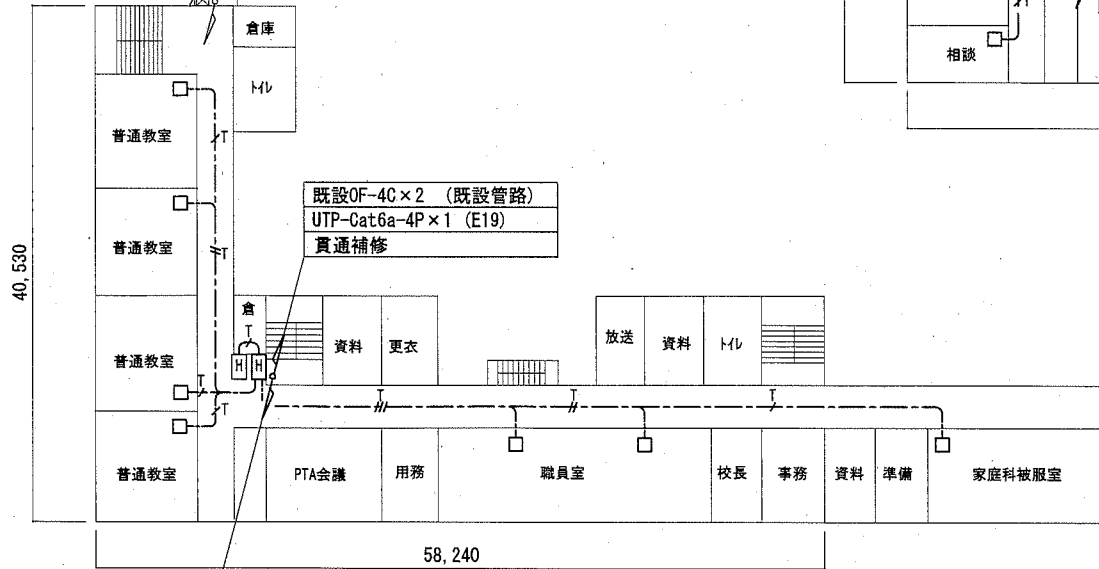 倉庫
相談
トイレ
T
普通教室
T
既設OF-4C×2 (既設管路)
UTP-Cat6a-4P×1 (E19)
貫通補修
普通教室
T
40,530
倉
T
資料
更衣
放送
資料
トイレ
普通教室
H
H
T
T
T
T
T
普通教室
PTA会議
用務
職員室
校長
事務
資料
準備
家庭科被服室
58,240